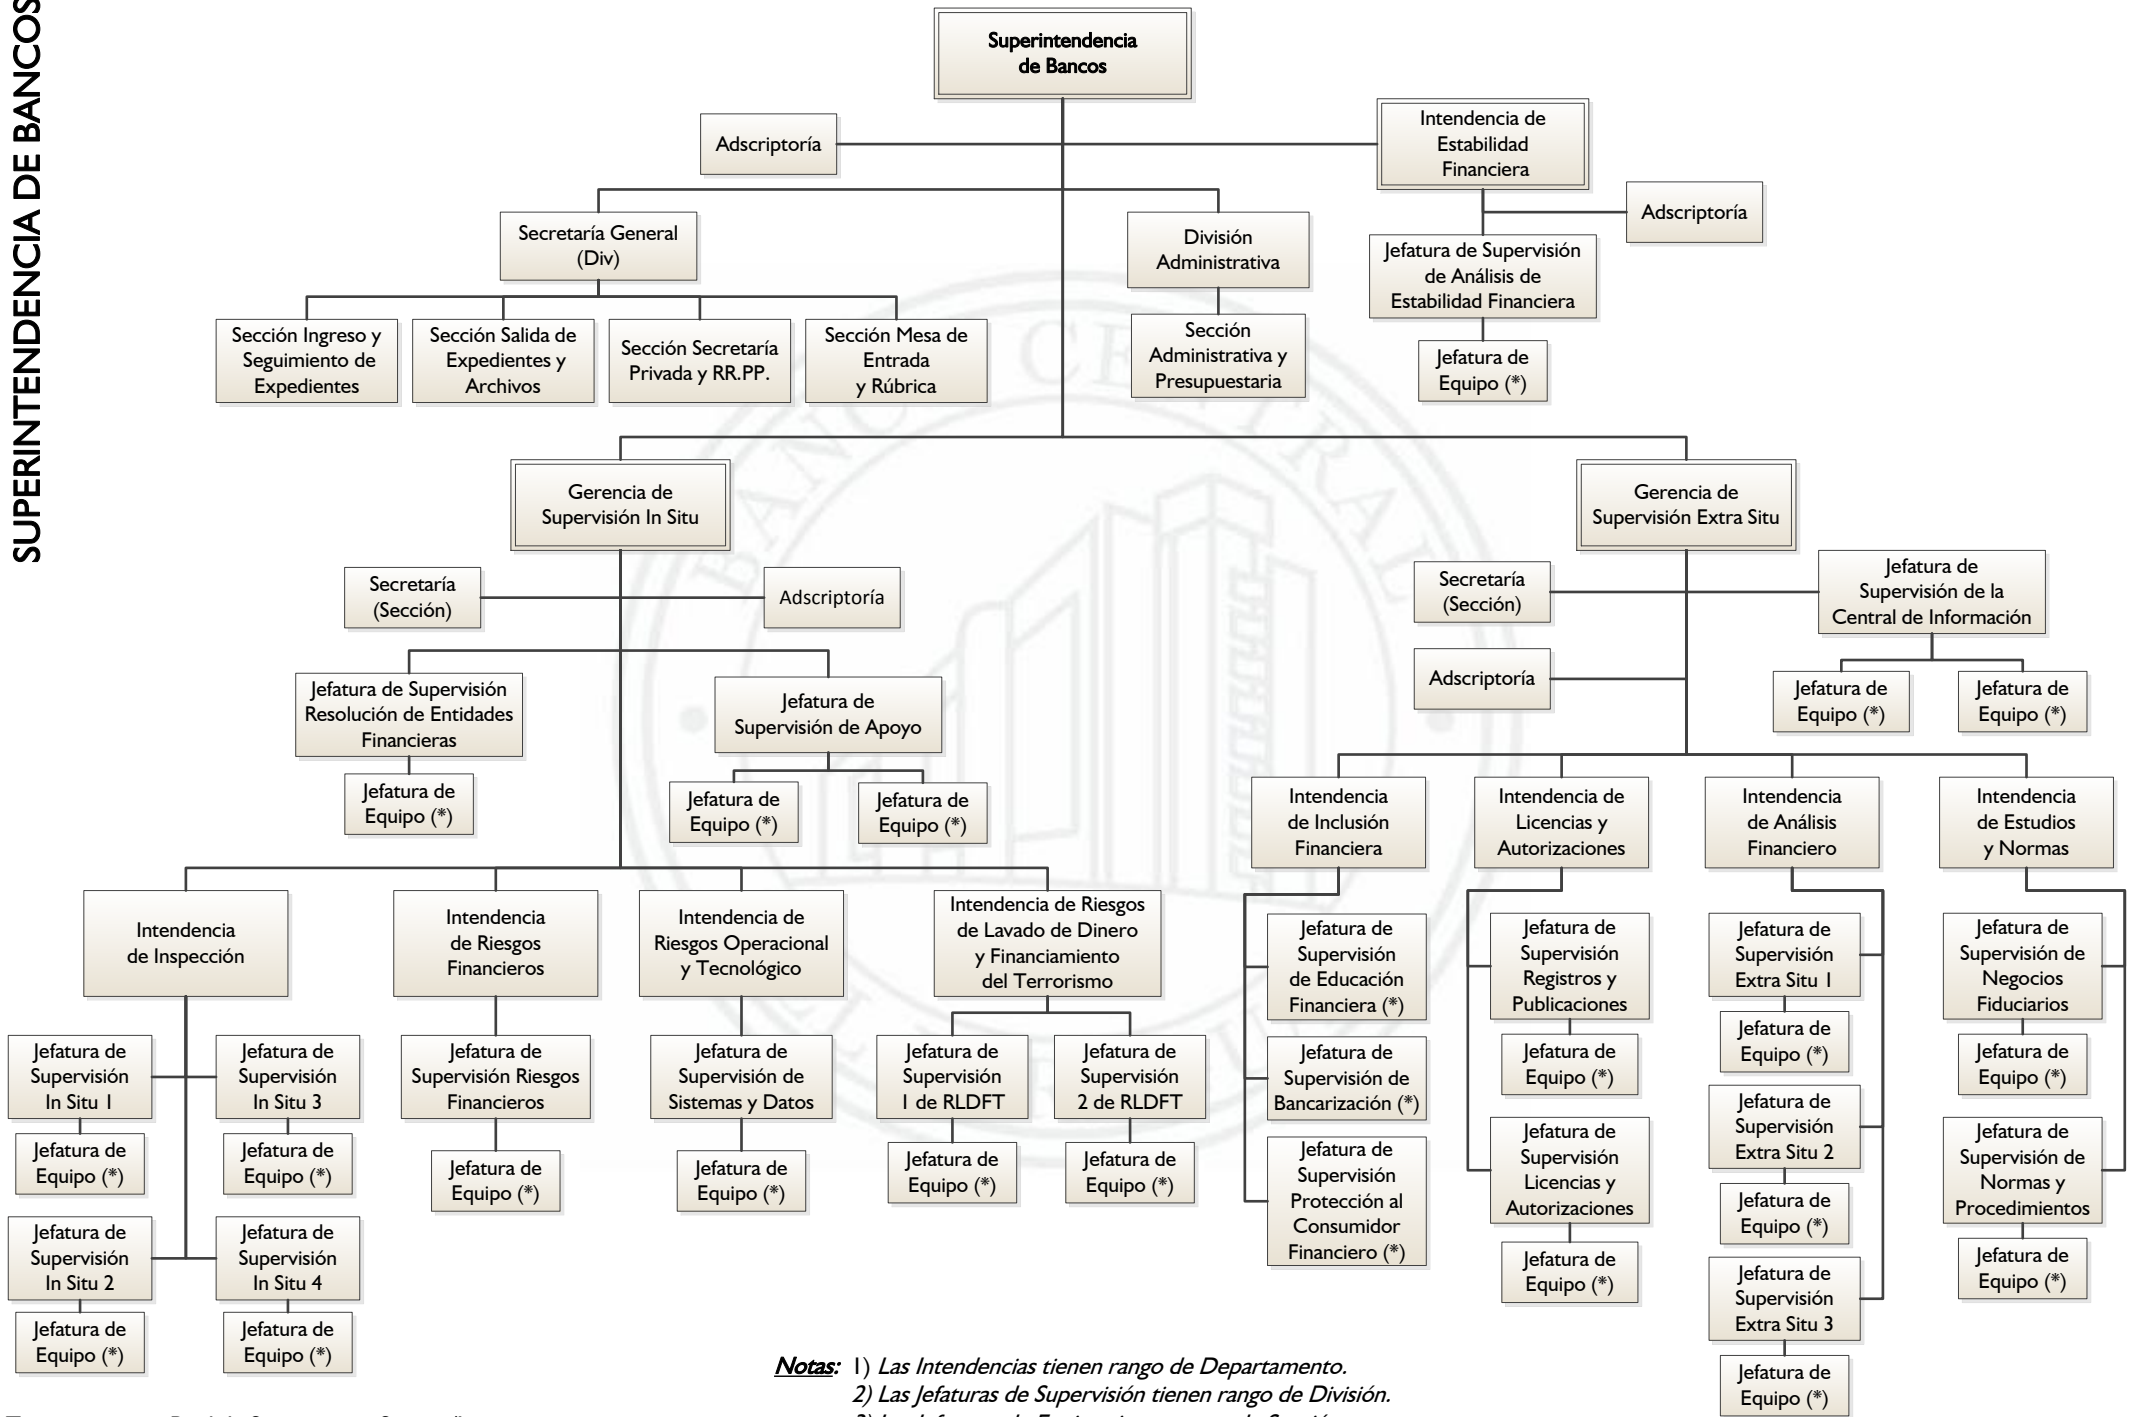 SUPERINTENDENCIA DE BANCOS
Superintendencia
de Bancos
Adscriptoría
Intendencia de
Estabilidad
Financiera
Adscriptoría
Secretaría General
(Div)
División
Administrativa
Jefatura de Supervisión
de Análisis de
Estabilidad Financiera
Sección Ingreso y
Seguimiento de
Expedientes
Sección Salida de
Expedientes y
Archivos
Sección Secretaría
Privada y RR.PP.
Sección Mesa de
Entrada
y Rúbrica
Sección
Administrativa y
Presupuestaria
Jefatura de
Equipo (*)
Gerencia de
Supervisión In Situ
Gerencia de
Supervisión Extra Situ
Secretaría
(Sección)
Adscriptoría
Secretaría
(Sección)
Jefatura de
Supervisión de la
Central de Información
Adscriptoría
Jefatura de
Equipo (*)
Jefatura de
Equipo (*)
Jefatura de Supervisión
Resolución de Entidades
Financieras
Jefatura de
Supervisión de Apoyo
Jefatura de
Equipo (*)
Jefatura de
Equipo (*)
Jefatura de
Equipo (*)
Intendencia
de Inclusión
Financiera
Intendencia de
Licencias y
Autorizaciones
Intendencia
de Análisis
Financiero
Intendencia
de Estudios
y Normas
Intendencia
de Inspección
Intendencia
de Riesgos
Financieros
Intendencia de
Riesgos Operacional
y Tecnológico
Intendencia de Riesgos
de Lavado de Dinero
y Financiamiento
del Terrorismo
Jefatura de
Supervisión
In Situ 1
Jefatura de
Equipo (*)
Jefatura de
Supervisión
In Situ 3
Jefatura de
Equipo (*)
Jefatura de
Supervisión
In Situ 2
Jefatura de
Equipo (*)
Jefatura de
Supervisión
In Situ 4
Jefatura de
Equipo (*)
Jefatura de
Supervisión Riesgos
Financieros
Jefatura de
Equipo (*)
Jefatura de
Supervisión de
Sistemas y Datos
Jefatura de
Equipo (*)
Jefatura de
Supervisión
1 de RLDFT
Jefatura de
Equipo (*)
Jefatura de
Supervisión
2 de RLDFT
Jefatura de
Equipo (*)
Jefatura de
Supervisión
de Educación
Financiera (*)
Jefatura de
Supervisión de
Bancarización (*)
Jefatura de
Supervisión
Protección al
Consumidor
Financiero (*)
Jefatura de
Supervisión
Registros y
Publicaciones
Jefatura de
Equipo (*)
Jefatura de
Supervisión
Licencias y
Autorizaciones
Jefatura de
Equipo (*)
Jefatura de
Supervisión
Extra Situ 1
Jefatura de
Equipo (*)
Jefatura de
Supervisión
Extra Situ 2
Jefatura de
Equipo (*)
Jefatura de
Supervisión
Extra Situ 3
Jefatura de
Equipo (*)
Jefatura de
Supervisión de
Negocios
Fiduciarios
Jefatura de
Equipo (*)
Jefatura de
Supervisión de
Normas y
Procedimientos
Jefatura de
Equipo (*)
Notas: 1) Las Intendencias tienen rango de Departamento.
2) Las Jefaturas de Supervisión tienen rango de División.
BANCO CENTRAL